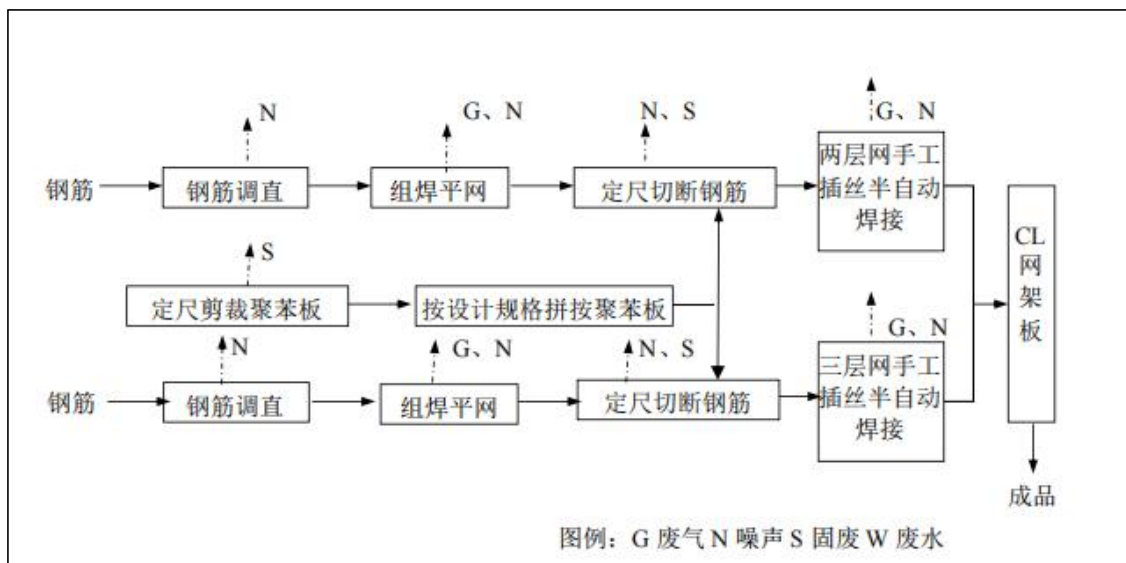 N
G、N
N、S
G、N
钢筋
钢筋调直
组焊平网
定尺切断钢筋
两层网手工
插丝半自动
焊接
S
定尺剪裁聚苯板
按设计规格拼按聚苯板
CL
网
架
板
N
G、N
N、S
G、N
钢筋
钢筋调直
组焊平网
定尺切断钢筋
三层网手工
插丝半自动
焊接
成品
图例：G 废气 N 噪声 S 固废 W 废水